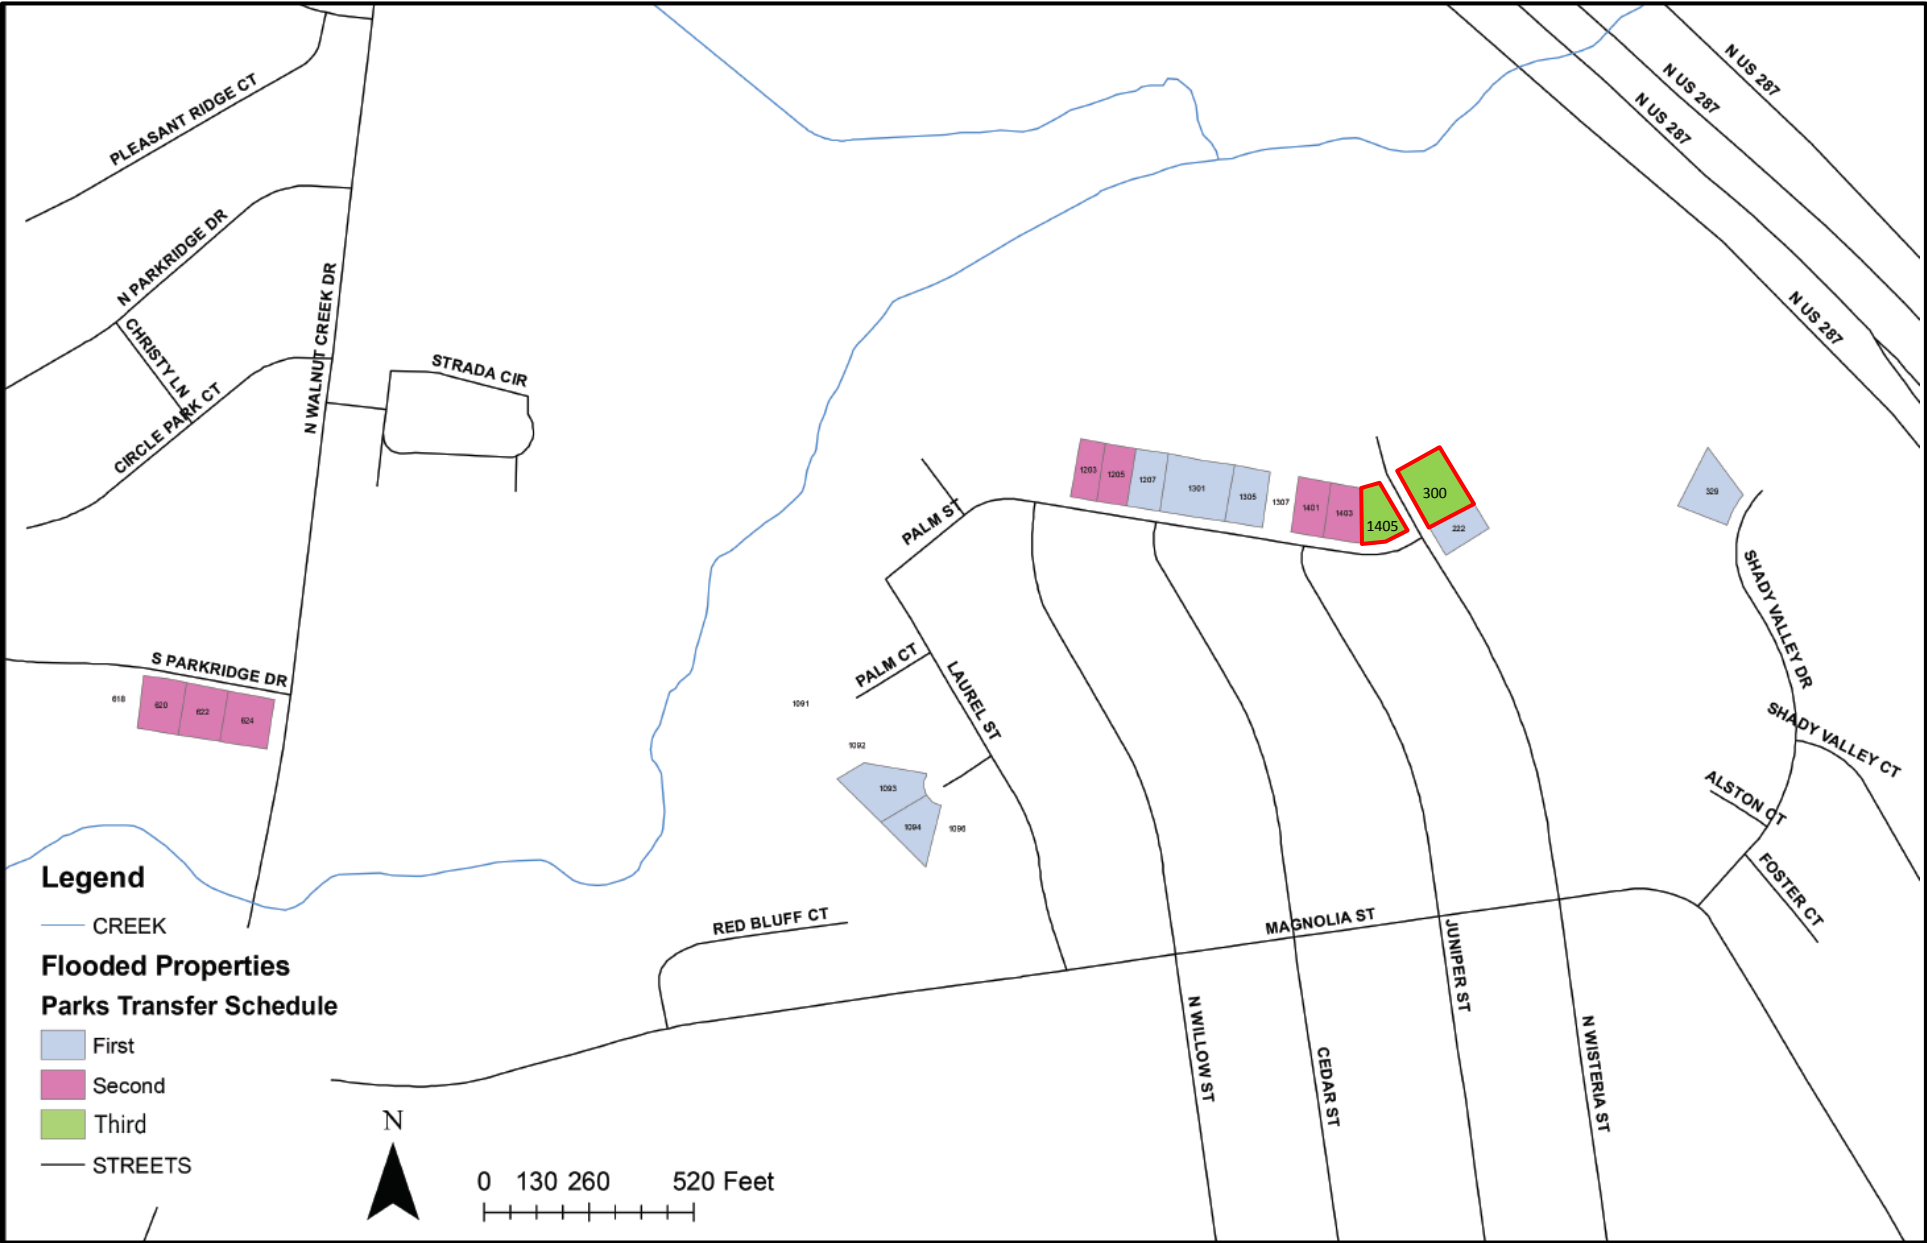 N US 287
N US 287
N US 287
N US 287
PLEASANT RIDGE CT
N PARKRIDGE DR
CHRISTY LN
CIRCLE PARK CT
N WALNUT CREEK DR
STRADA CIR
PALM ST
1203
1205
1207
1301
1305
1307
1401
1403
1405
300
222
329
SHADY VALLEY DR
SHADY VALLEY CT
ALSTON CT
FOSTER CT
S PARKRIDGE DR
618
620
622
624
PALM CT
LAUREL ST
1091
1092
1093
1094
1096
RED BLUFF CT
MAGNOLIA ST
JUNIPER ST
N WILLOW ST
CEDAR ST
N WISTERIA ST
Legend
CREEK
Flooded Properties
Parks Transfer Schedule
First
Second
Third
STREETS
N
0 130 260 520 Feet